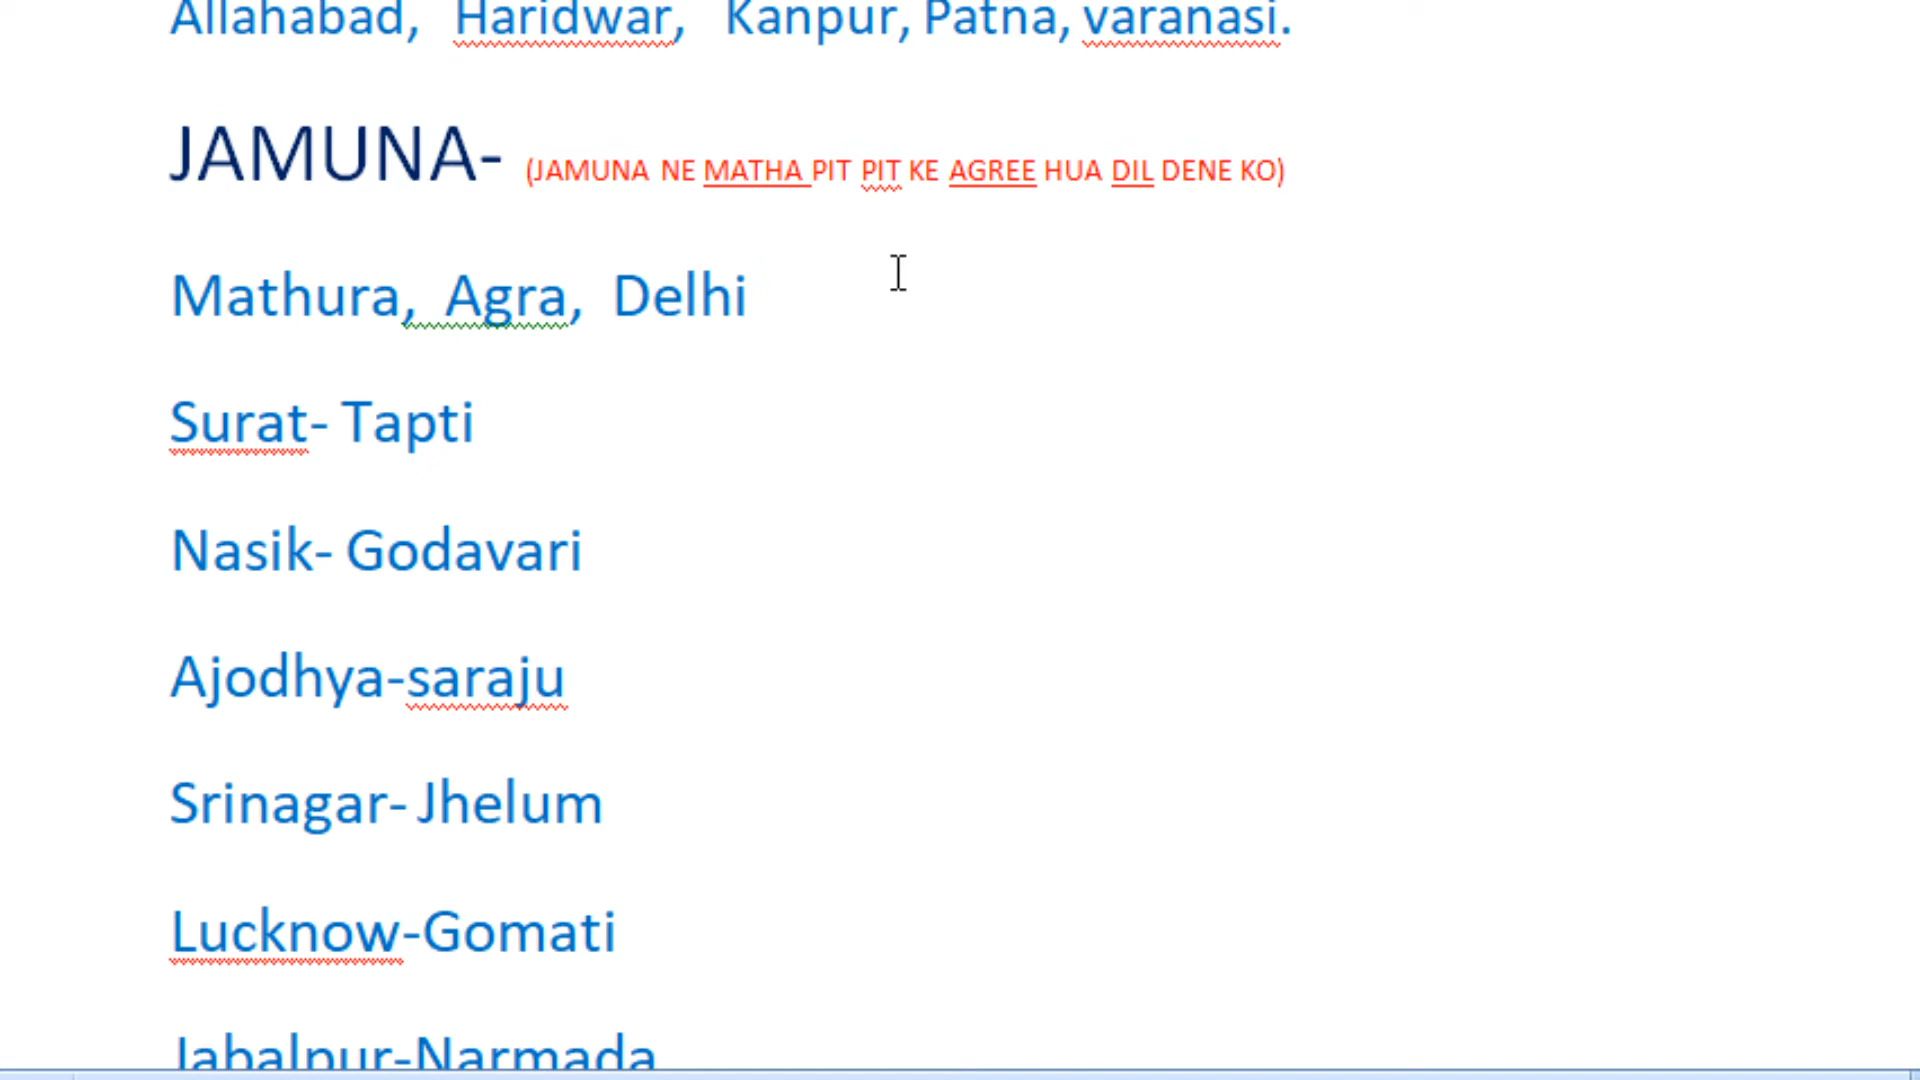 Allahabad, Haridwar, Kanpur, Patna, varanasi.
JAMUNA- (JAMUNA NE MATHA PIT PIT KE AGREE HUA DIL DENE KO)
Mathura, Agra, Delhi
Surat- Tapti
Nasik- Godavari
Ajodhya-saraju
Srinagar- Jhelum
Lucknow-Gomati
Jabalpur-Narmada